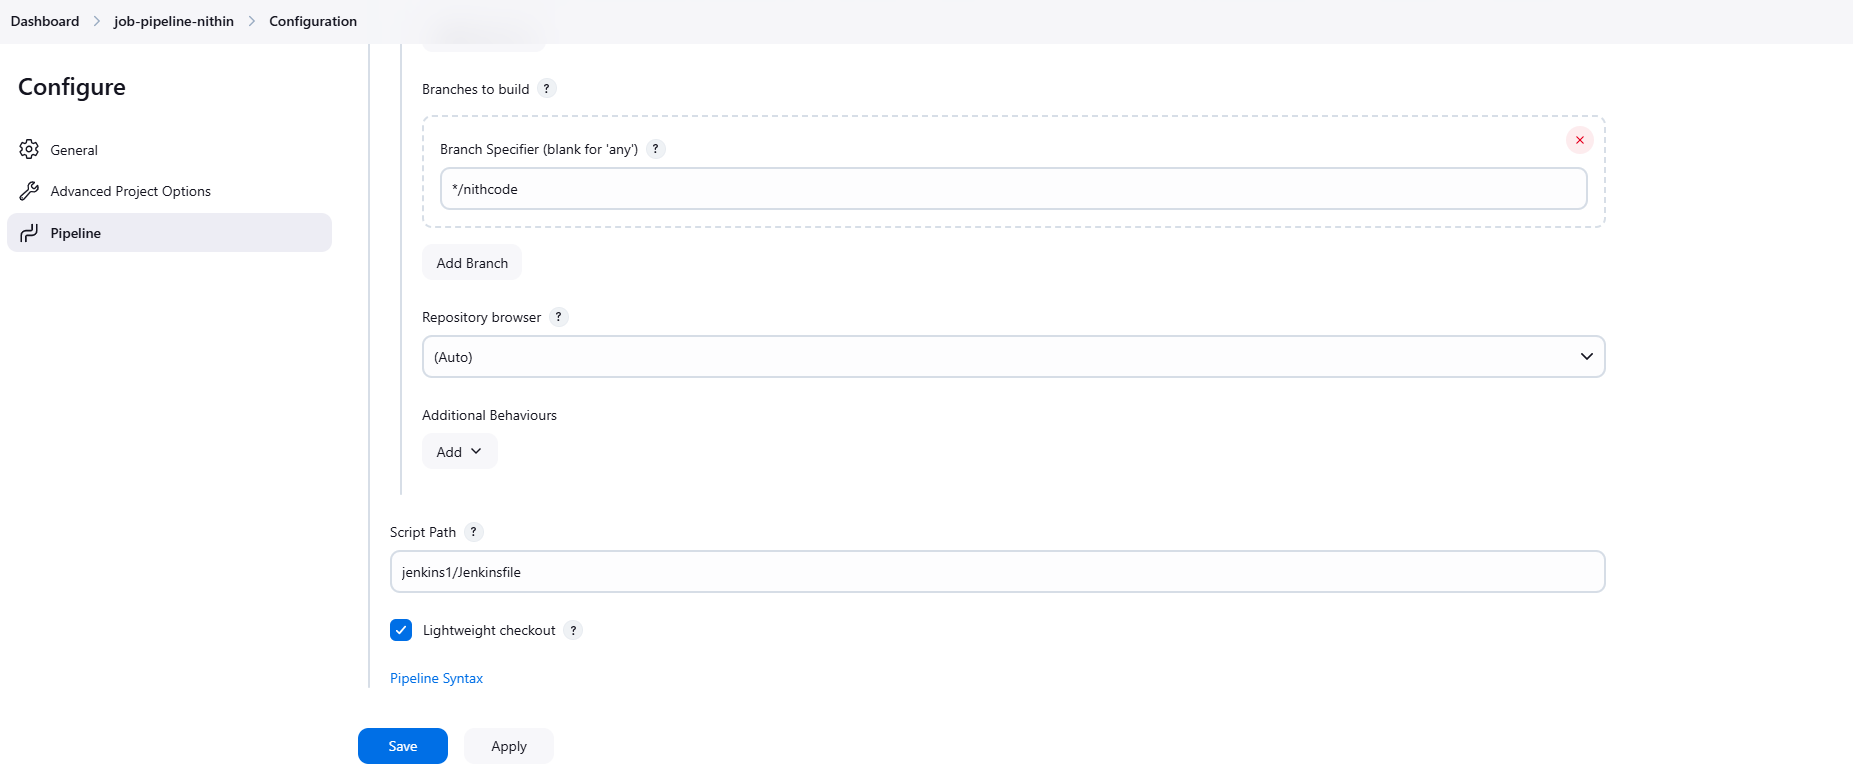 Dashboard > job-pipeline-nithin > Configuration
Configure
General
Advanced Project Options
Pipeline
Branches to build ?
Branch Specifier (blank for 'any') ?
*/nithcode
Add Branch
Repository browser ?
(Auto)
Additional Behaviours
Add
Script Path ?
jenkins1/Jenkinsfile
Lightweight checkout ?
Pipeline Syntax
Save
Apply